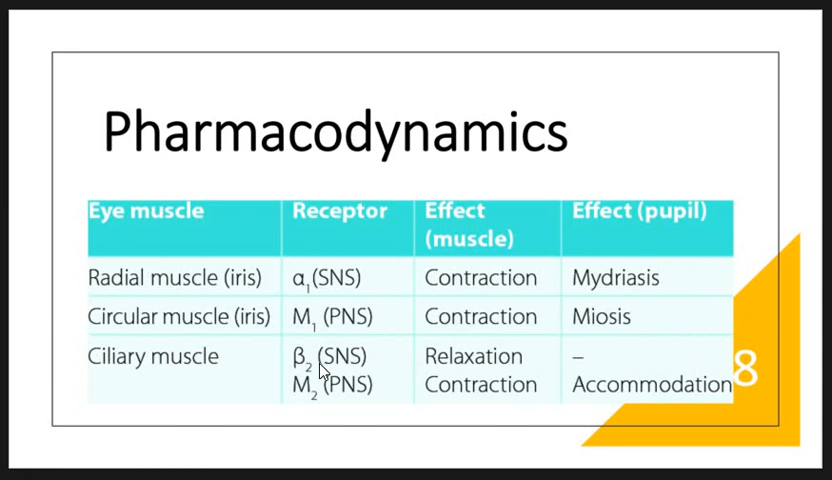 Pharmacodynamics
Eye muscle Receptor Effect (muscle) Effect (pupil)
Radial muscle (iris) α₁(SNS) Contraction Mydriasis
Circular muscle (iris) M₁ (PNS) Contraction Miosis
Ciliary muscle β₂ (SNS) Relaxation –
M₂ (PNS) Contraction Accommodation
8